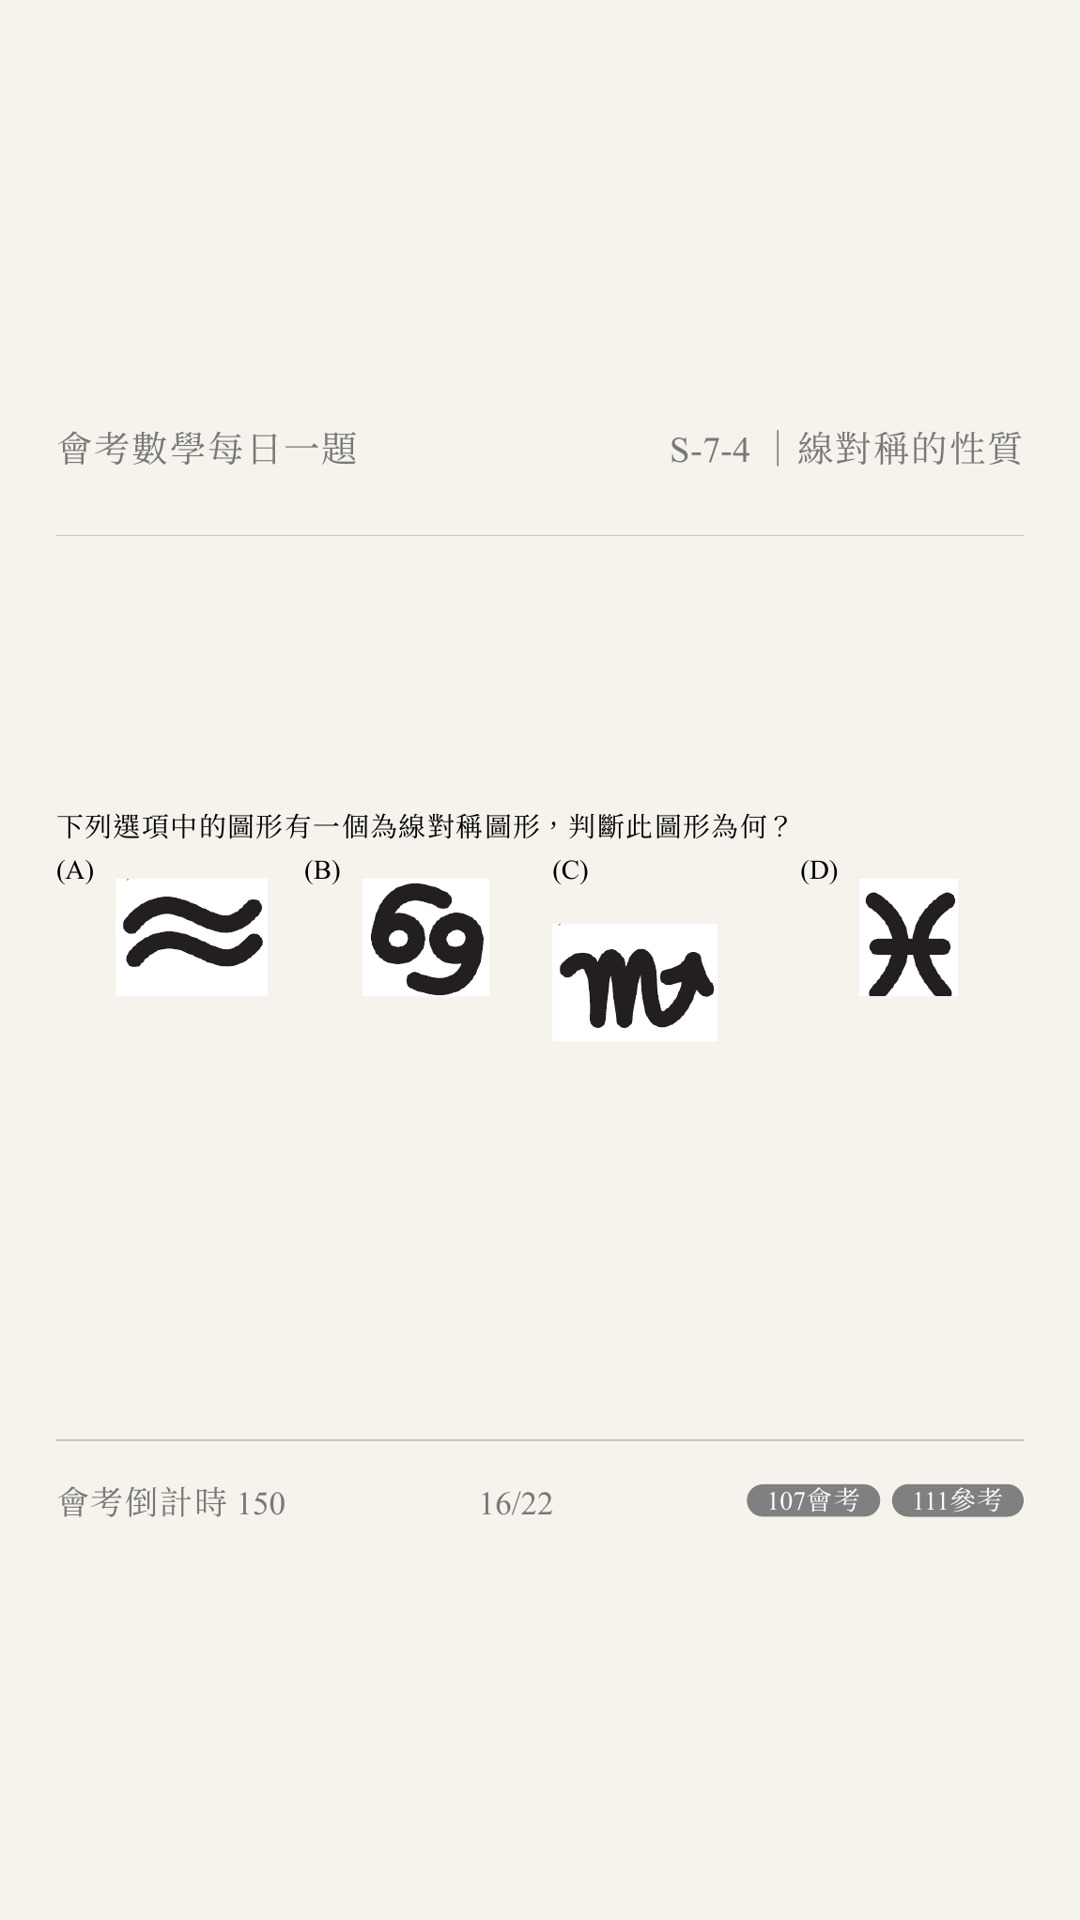 會考數學每日一題
S-7-4｜線對稱的性質
下列選項中的圖形有一個為線對稱圖形，判斷此圖形為何？
(A) (B) (C) (D)
會考倒計時 150 16/22 107會考 111參考